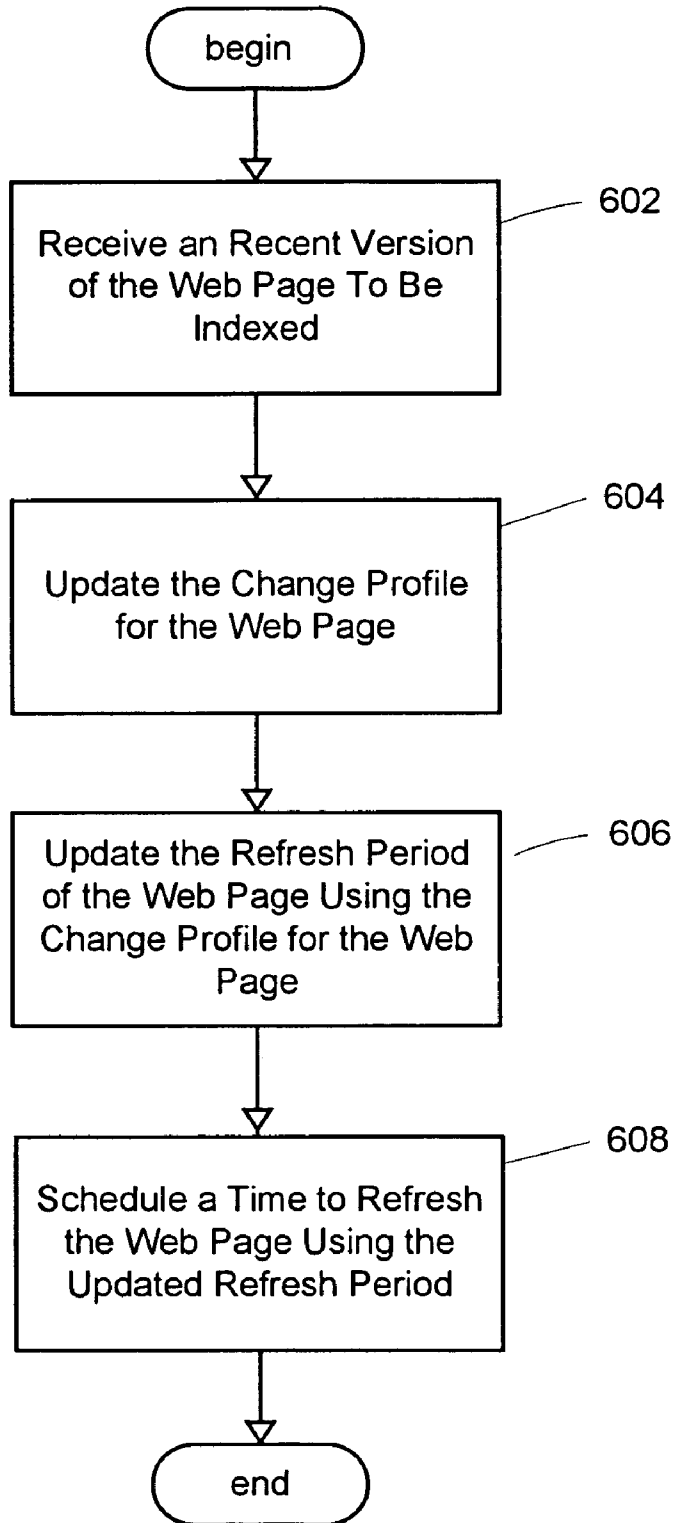 begin
602
Receive an Recent Version
of the Web Page To Be
Indexed
604
Update the Change Profile
for the Web Page
606
Update the Refresh Period
of the Web Page Using the
Change Profile for the Web
Page
608
Schedule a Time to Refresh
the Web Page Using the
Updated Refresh Period
end